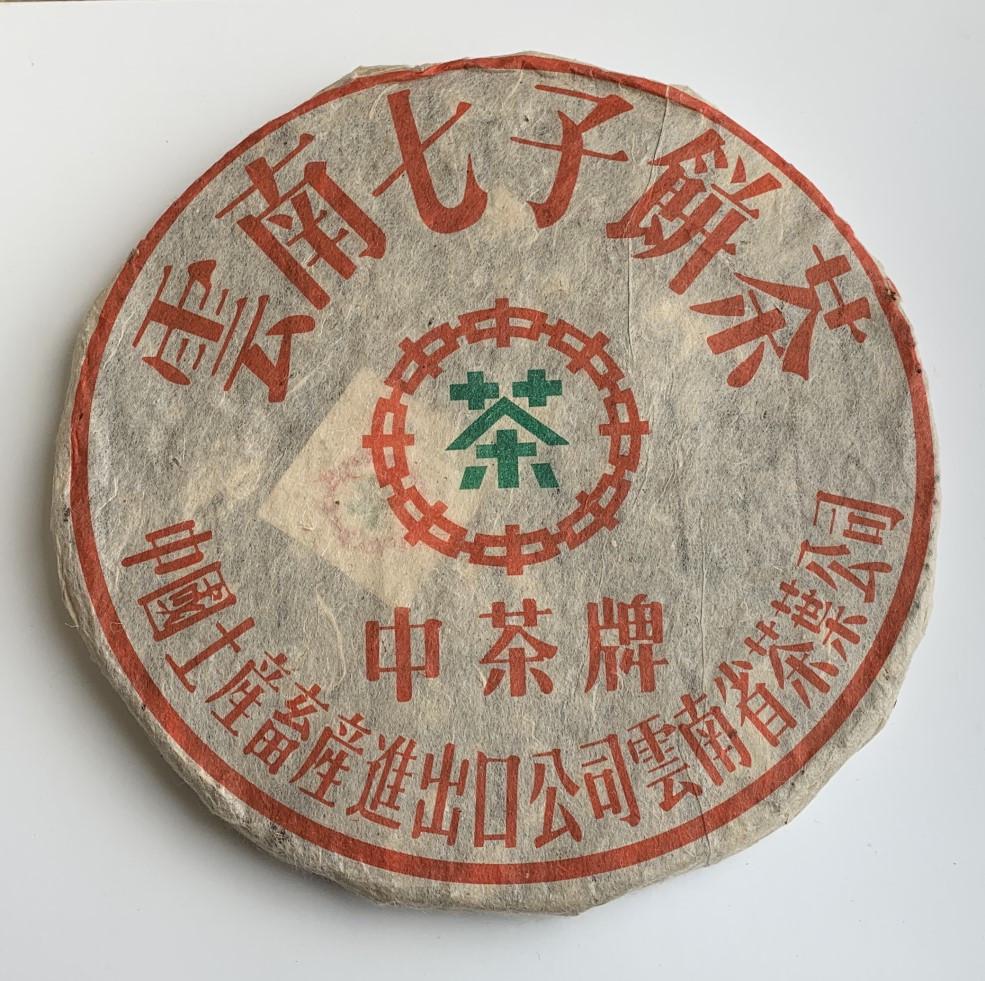 雲南七子餅茶
茶
中茶牌
中國土産畜産進出口公司雲南省茶葉公司